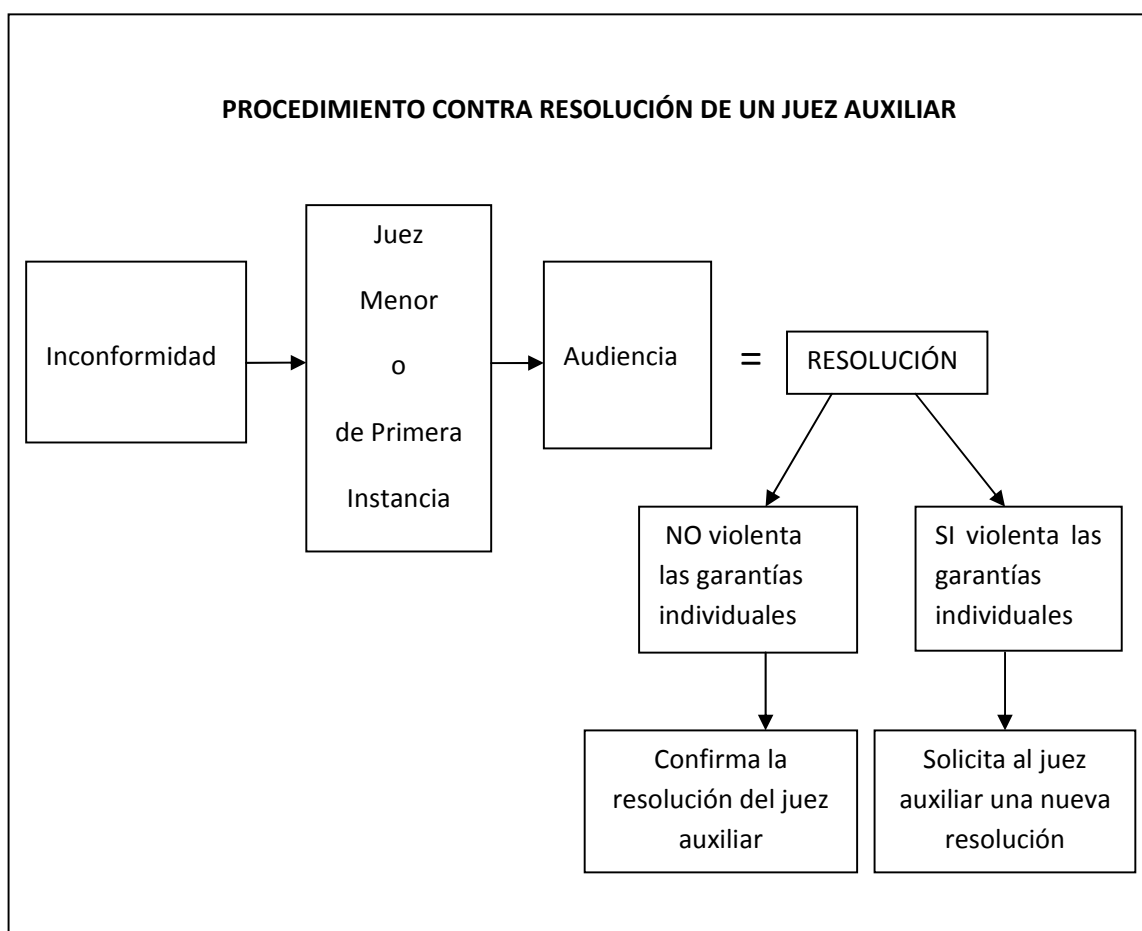 PROCEDIMIENTO CONTRA RESOLUCIÓN DE UN JUEZ AUXILIAR
Inconformidad
Juez
Menor
o
de Primera
Instancia
Audiencia
=
RESOLUCIÓN
NO violenta
las garantías
individuales
SI violenta las
garantías
individuales
Confirma la
resolución del juez
auxiliar
Solicita al juez
auxiliar una nueva
resolución